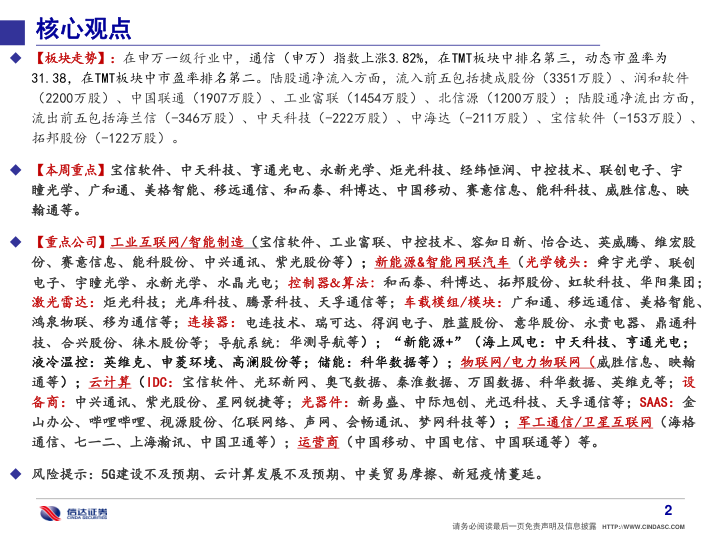 核心观点
◆ 【板块走势】：在申万一级行业中，通信（申万）指数上涨3.82%，在TMT板块中排名第三，动态市盈率为
31.38，在TMT板块中市盈率排名第二。陆股通净流入方面，流入前五包括捷成股份（3351万股）、润和软件
（2200万股）、中国联通（1907万股）、工业富联（1454万股）、北信源（1200万股）；陆股通净流出方面，
流出前五包括海兰信（-346万股）、中天科技（-222万股）、中海达（-211万股）、宝信软件（-153万股）、
拓邦股份（-122万股）。
◆ 【本周重点】宝信软件、中天科技、亨通光电、永新光学、炬光科技、经纬恒润、中控技术、联创电子、宇
瞳光学、广和通、美格智能、移远通信、和而泰、科博达、中国移动、赛意信息、能科科技、威胜信息、映
翰通等。
◆ 【重点公司】工业互联网/智能制造（宝信软件、工业富联、中控技术、容知日新、怡合达、英威腾、维宏股
份、赛意信息、能科股份、中兴通讯、紫光股份等）；新能源&智能网联汽车（光学镜头：舜宇光学、联创
电子、宇瞳光学、永新光学、水晶光电；控制器&算法：和而泰、科博达、拓邦股份、虹软科技、华阳集团；
激光雷达：炬光科技；光库科技、腾景科技、天孚通信等；车载模组/模块：广和通、移远通信、美格智能、
鸿泉物联、移为通信等；连接器：电连技术、瑞可达、得润电子、胜蓝股份、意华股份、永贵电器、鼎通科
技、合兴股份、徕木股份等；导航系统：华测导航等）；“新能源+”（海上风电：中天科技、亨通光电；
液冷温控：英维克、申菱环境、高澜股份等；储能：科华数据等）；物联网/电力物联网（威胜信息、映翰
通等）；云计算（IDC：宝信软件、光环新网、奥飞数据、秦淮数据、万国数据、科华数据、英维克等；设
备商：中兴通讯、紫光股份、星网锐捷等；光器件：新易盛、中际旭创、光迅科技、天孚通信等；SAAS：金
山办公、哔哩哔哩、视源股份、亿联网络、声网、会畅通讯、梦网科技等）；军工通信/卫星互联网（海格
通信、七一二、上海瀚讯、中国卫通等）；运营商（中国移动、中国电信、中国联通等）等。
◆ 风险提示：5G建设不及预期、云计算发展不及预期、中美贸易摩擦、新冠疫情蔓延。
信达证券
CINDA SECURITIES
2
请务必阅读最后一页免责声明及信息披露 HTTP://WWW.CINDASC.COM